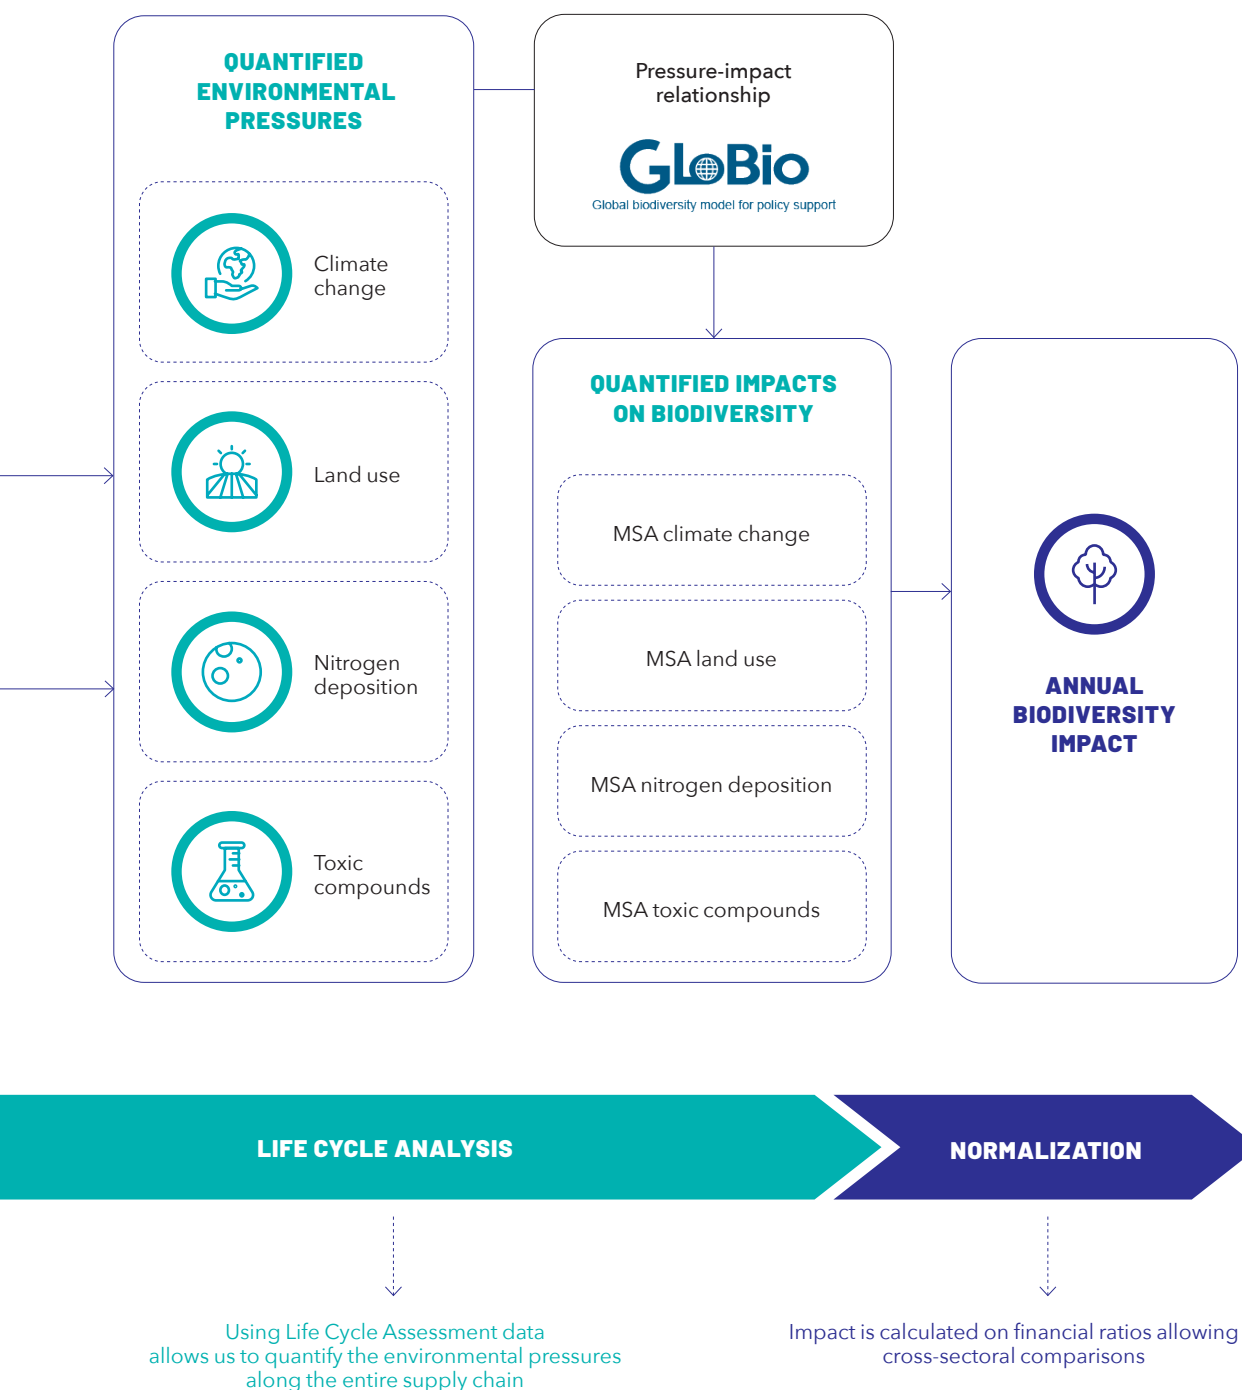 QUANTIFIED
ENVIRONMENTAL
PRESSURES
Climate
change
Land use
Nitrogen
deposition
Toxic
compounds
Pressure-impact
relationship
GLOBio
Global biodiversity model for policy support
QUANTIFIED IMPACTS
ON BIODIVERSITY
MSA climate change
MSA land use
MSA nitrogen deposition
MSA toxic compounds
ANNUAL
BIODIVERSITY
IMPACT
LIFE CYCLE ANALYSIS
NORMALIZATION
Using Life Cycle Assessment data
allows us to quantify the environmental pressures
along the entire supply chain
Impact is calculated on financial ratios allowing
cross-sectoral comparisons